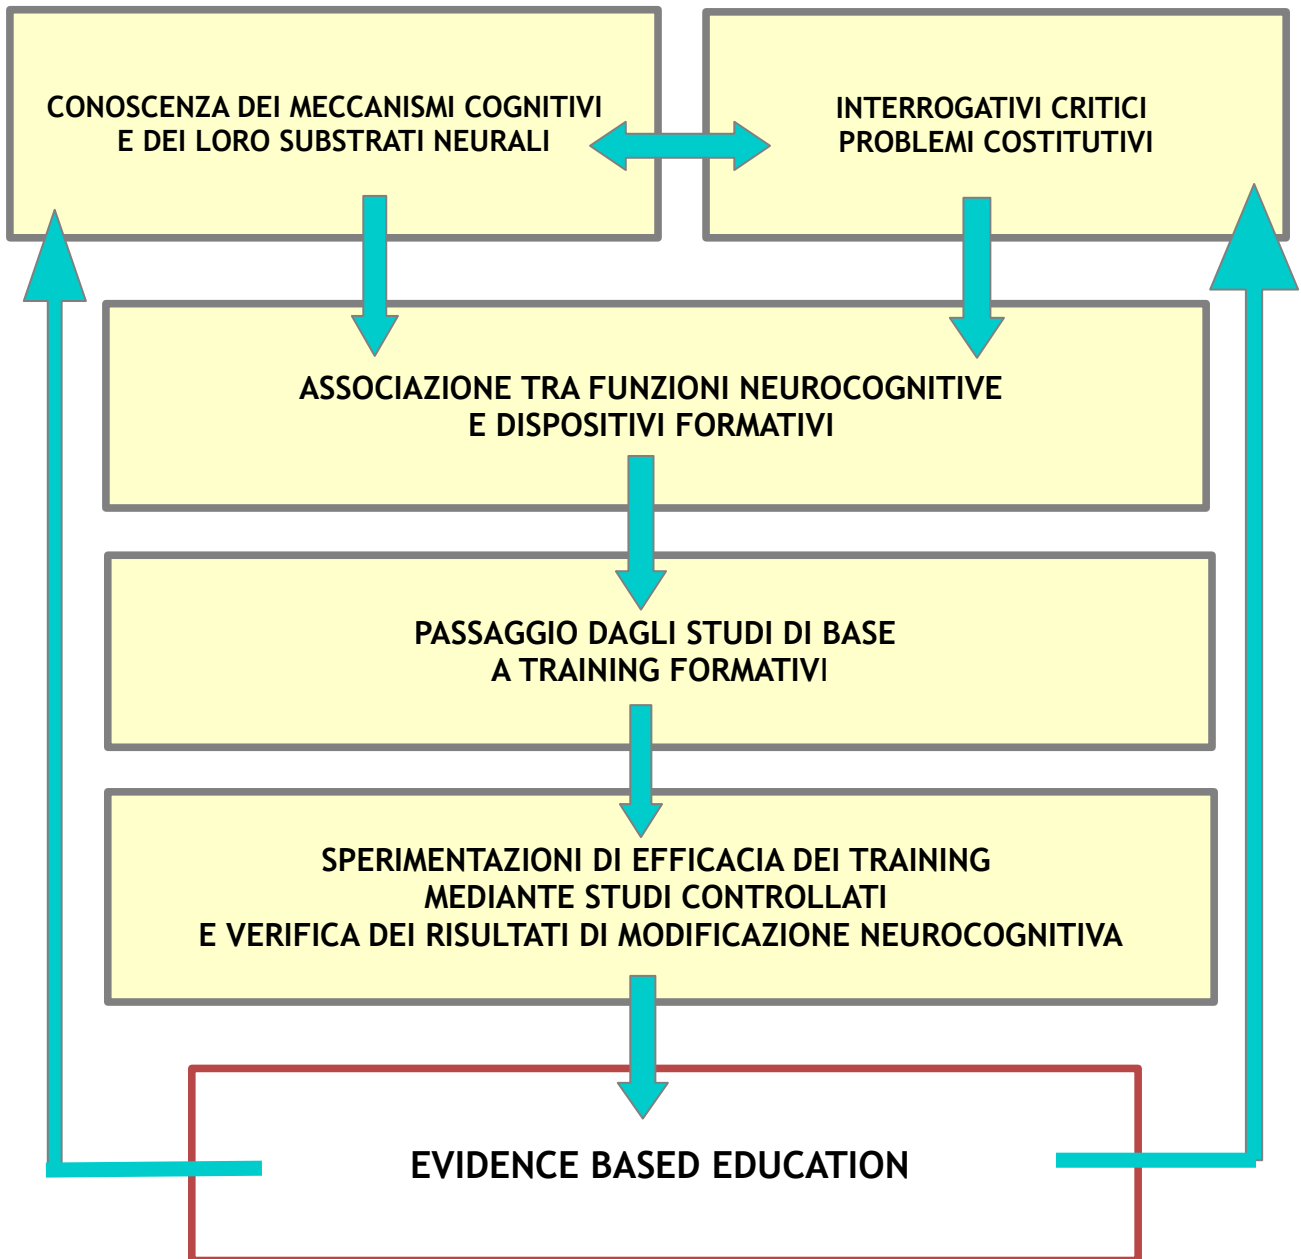 CONOSCENZA DEI MECCANISMI COGNITIVI
E DEI LORO SUBSTRATI NEURALI
INTERROGATIVI CRITICI
PROBLEMI COSTITUTIVI
ASSOCIAZIONE TRA FUNZIONI NEUROCOGNITIVE
E DISPOSITIVI FORMATIVI
PASSAGGIO DAGLI STUDI DI BASE
A TRAINING FORMATIVI
SPERIMENTAZIONI DI EFFICACIA DEI TRAINING
MEDIANTE STUDI CONTROLLATI
E VERIFICA DEI RISULTATI DI MODIFICAZIONE NEUROCOGNITIVA
EVIDENCE BASED EDUCATION